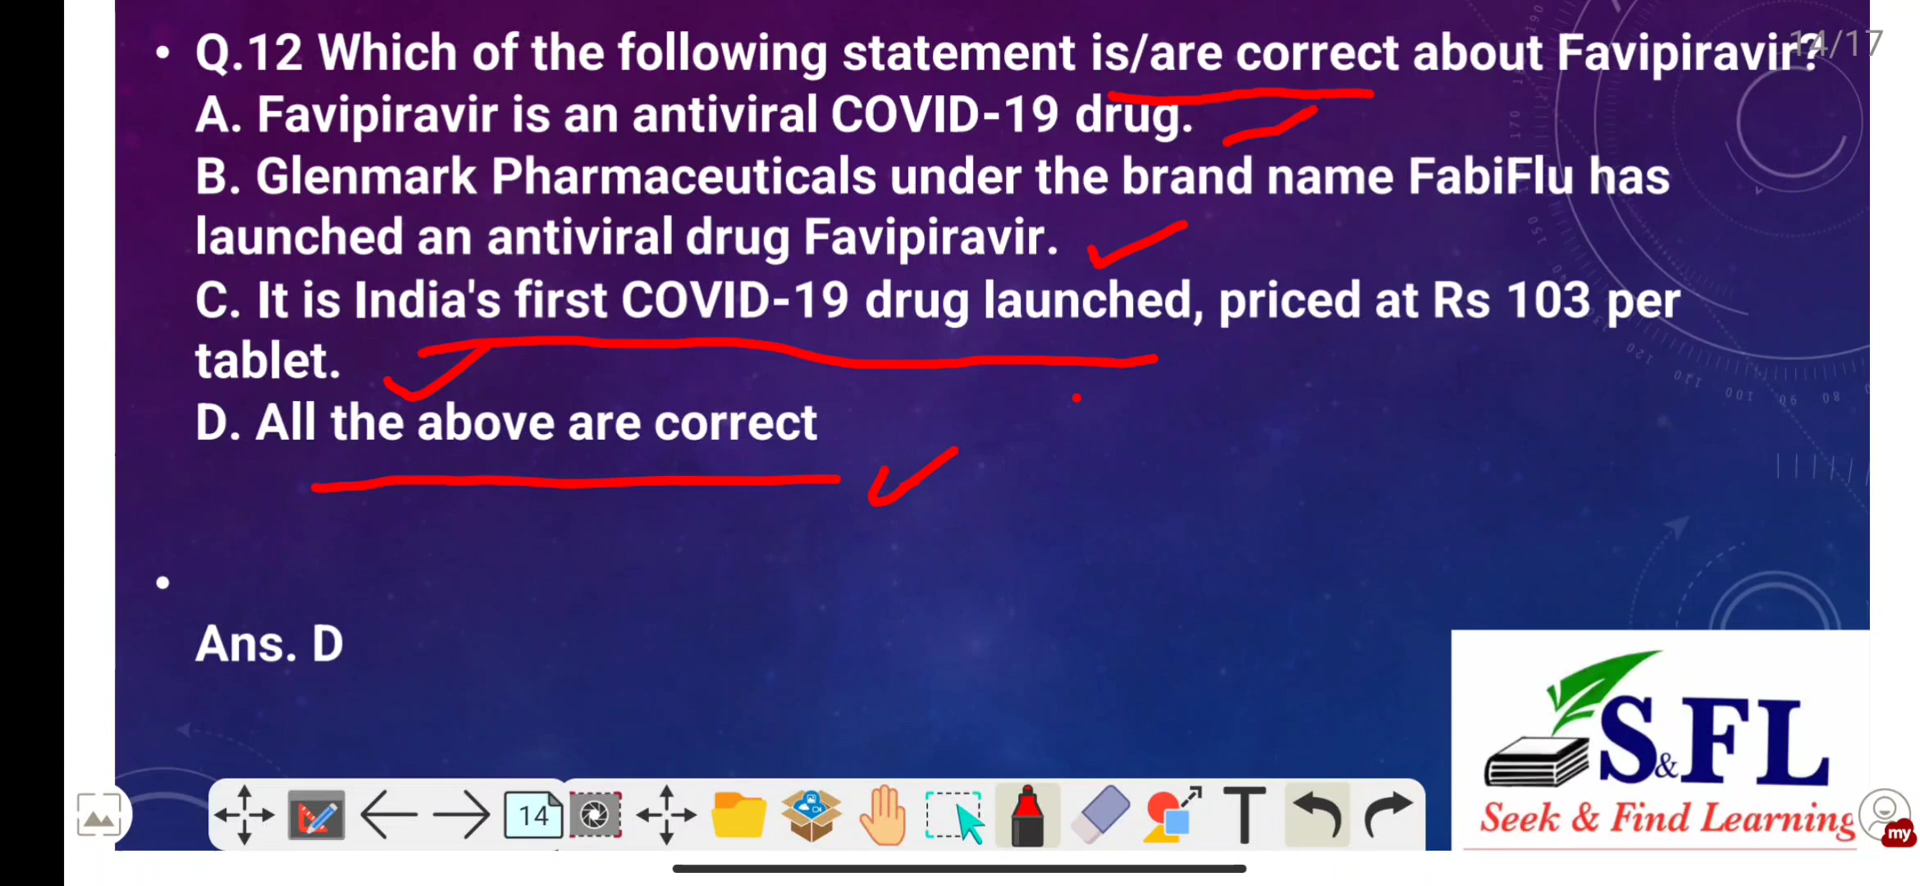 • Q.12 Which of the following statement is/are correct about Favipiravir?
14/17
A. Favipiravir is an antiviral COVID-19 drug.
B. Glenmark Pharmaceuticals under the brand name FabiFlu has
launched an antiviral drug Favipiravir.
C. It is India's first COVID-19 drug launched, priced at Rs 103 per
tablet.
D. All the above are correct
•
Ans. D
S&FL
Seek & Find Learning
14
T
my